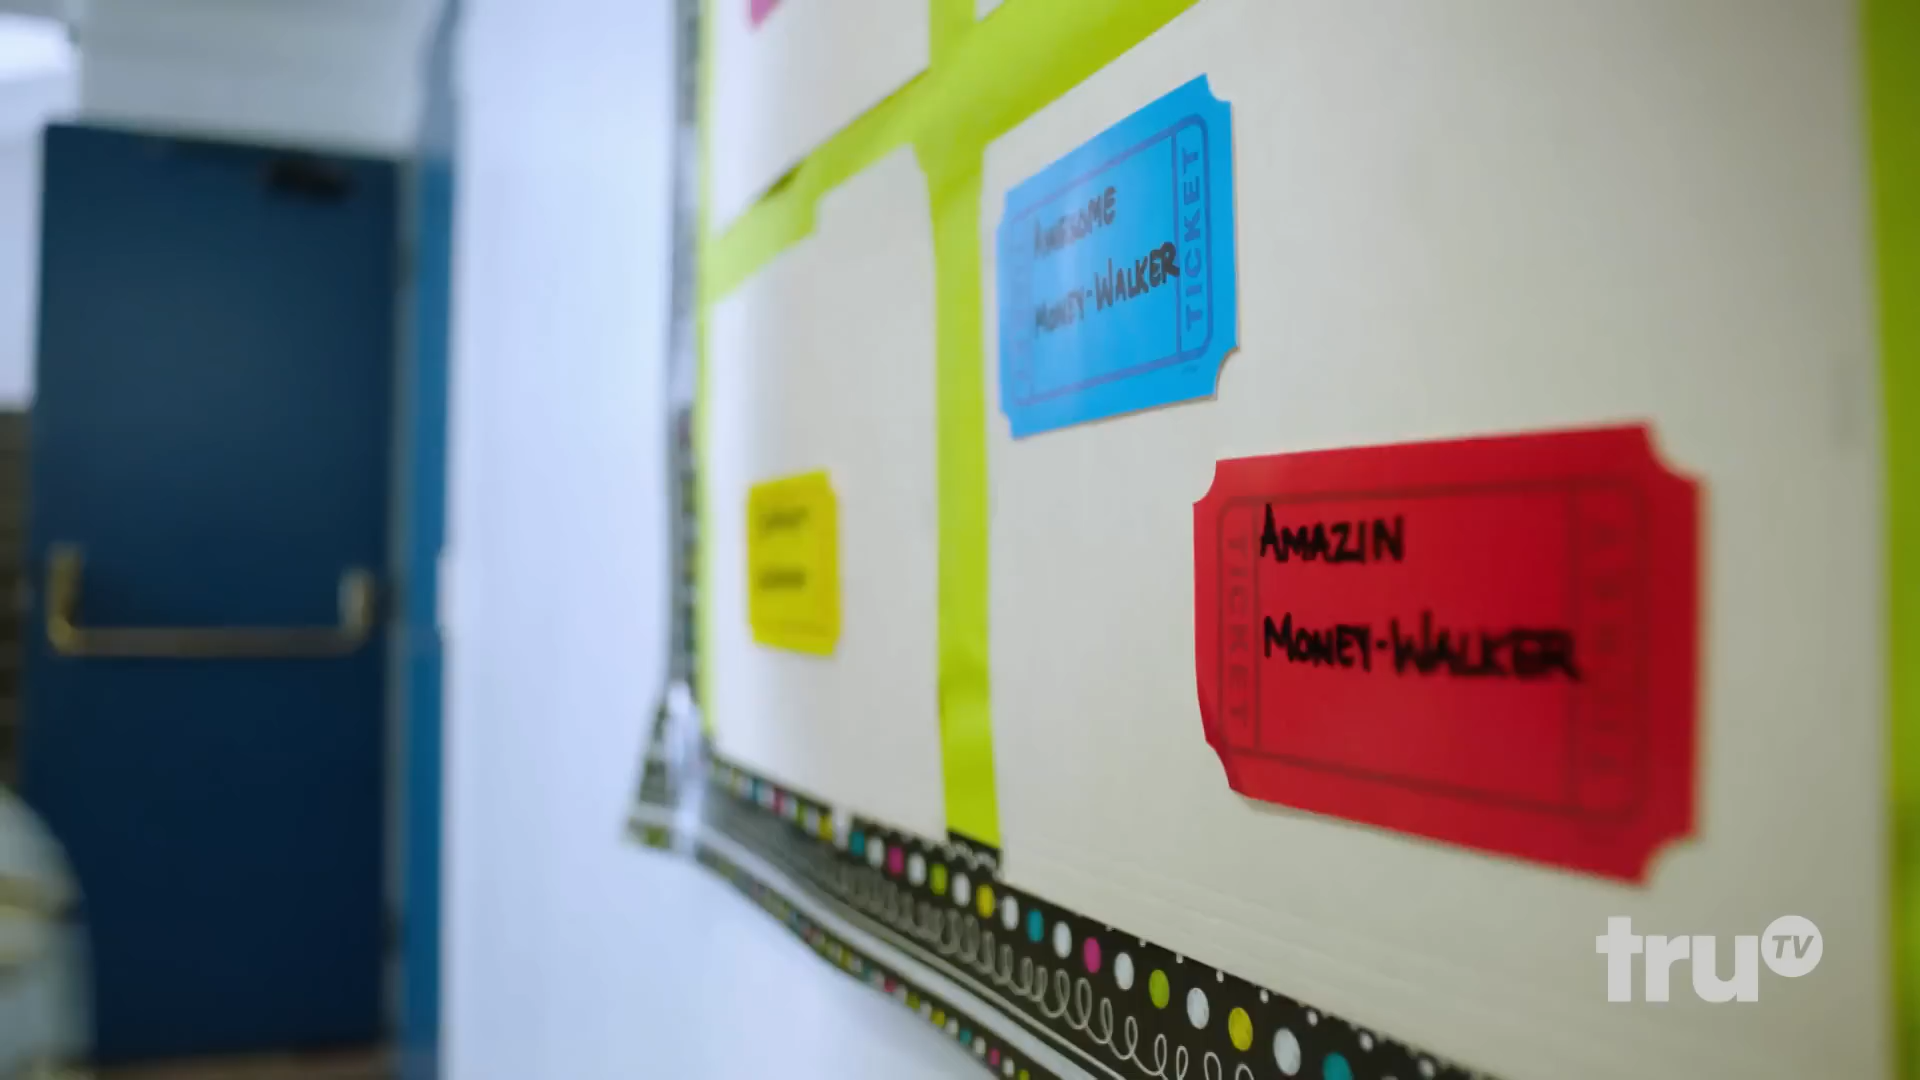 AWESOME
MONEY-WALKER
TICKET
AMAZIN
MONEY-WALKER
TICKET
truTV